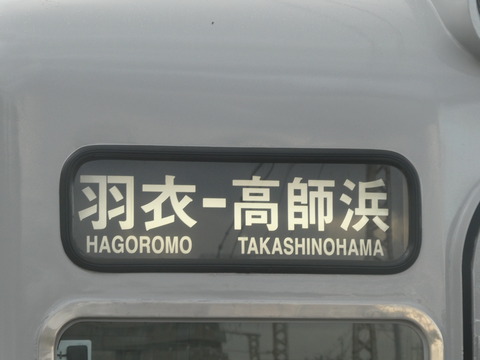 羽衣-高師浜
HAGOROMO TAKASHINOHAMA